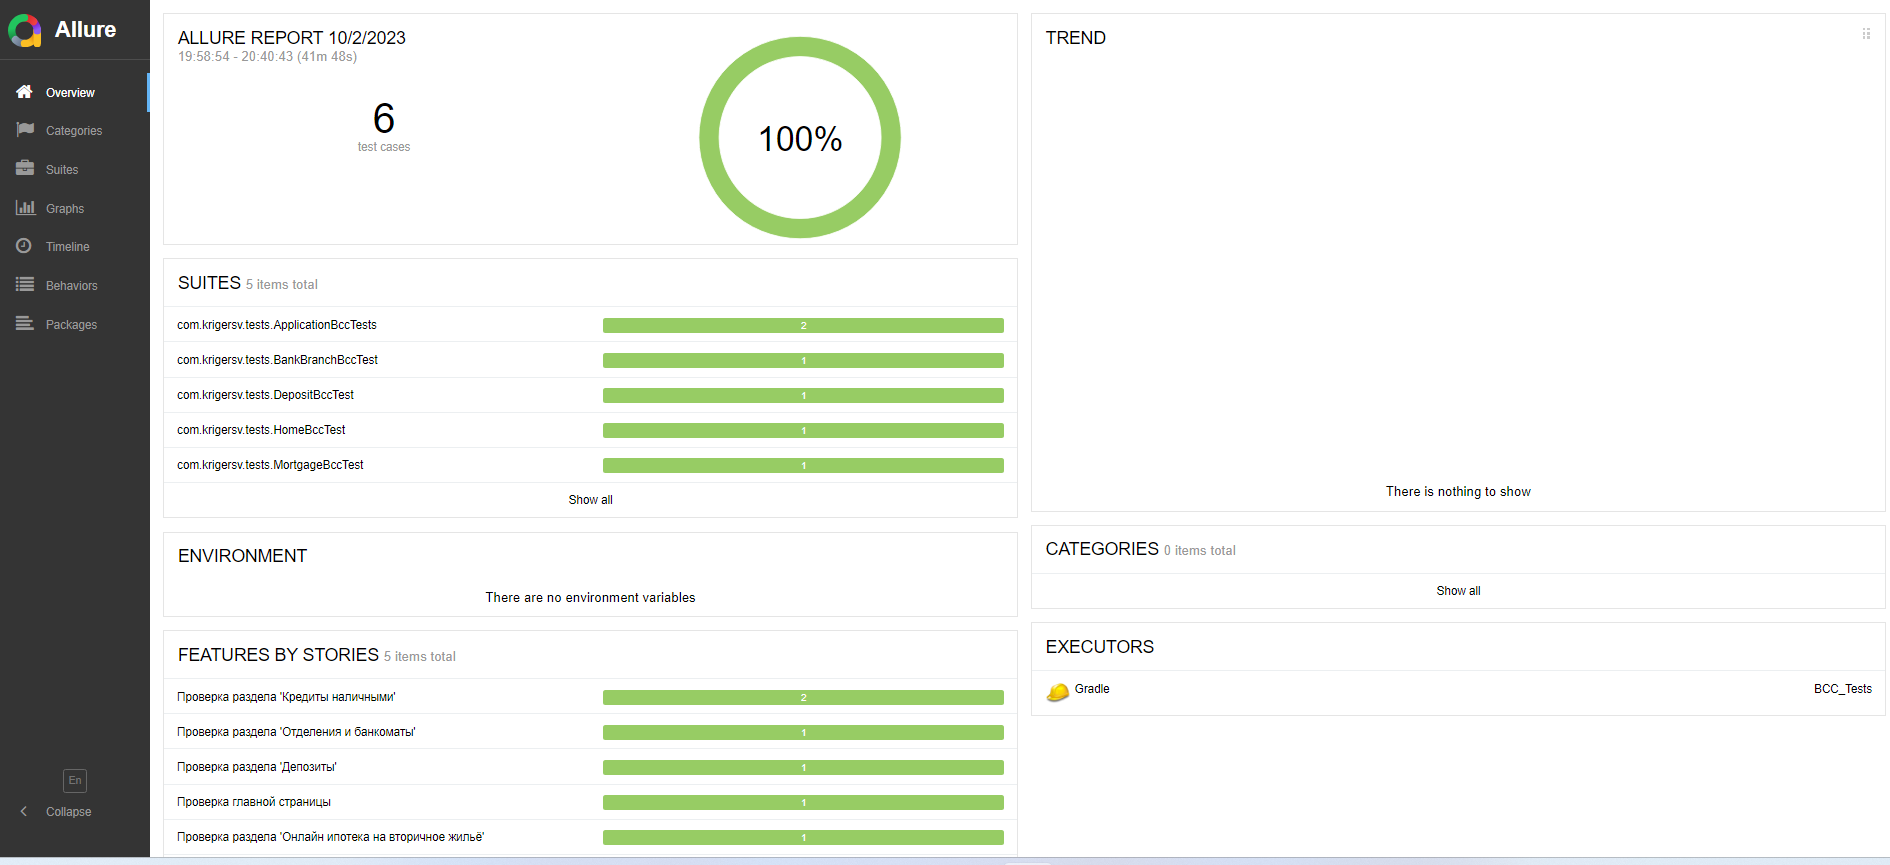 Allure
Overview
Categories
Suites
Graphs
Timeline
Behaviors
Packages
En
Collapse
ALLURE REPORT 10/2/2023
19:58:54 - 20:40:43 (41m 48s)
6
test cases
100%
SUITES 5 items total
com.krigersv.tests.ApplicationBccTests 2
com.krigersv.tests.BankBranchBccTest 1
com.krigersv.tests.DepositBccTest 1
com.krigersv.tests.HomeBccTest 1
com.krigersv.tests.MortgageBccTest 1
Show all
ENVIRONMENT
There are no environment variables
FEATURES BY STORIES 5 items total
Проверка раздела 'Кредиты наличными' 2
Проверка раздела 'Отделения и банкоматы' 1
Проверка раздела 'Депозиты' 1
Проверка главной страницы 1
Проверка раздела 'Онлайн ипотека на вторичное жильё' 1
TREND
There is nothing to show
CATEGORIES 0 items total
Show all
EXECUTORS
Gradle BCC_Tests